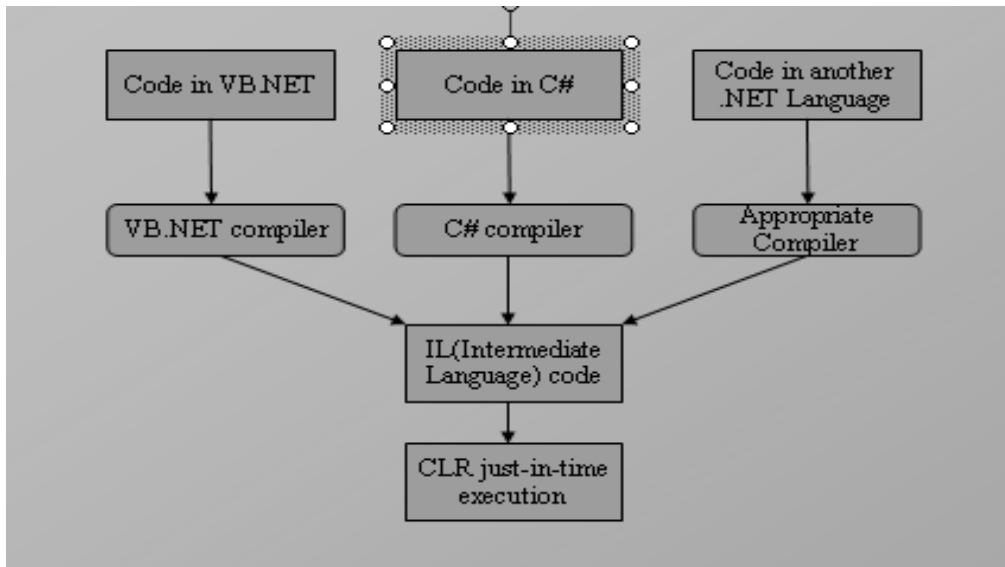 Code in VB.NET
Code in C#
Code in another
.NET Language
VB.NET compiler
C# compiler
Appropriate
Compiler
IL(Intermediate
Language) code
CLR just-in-time
execution